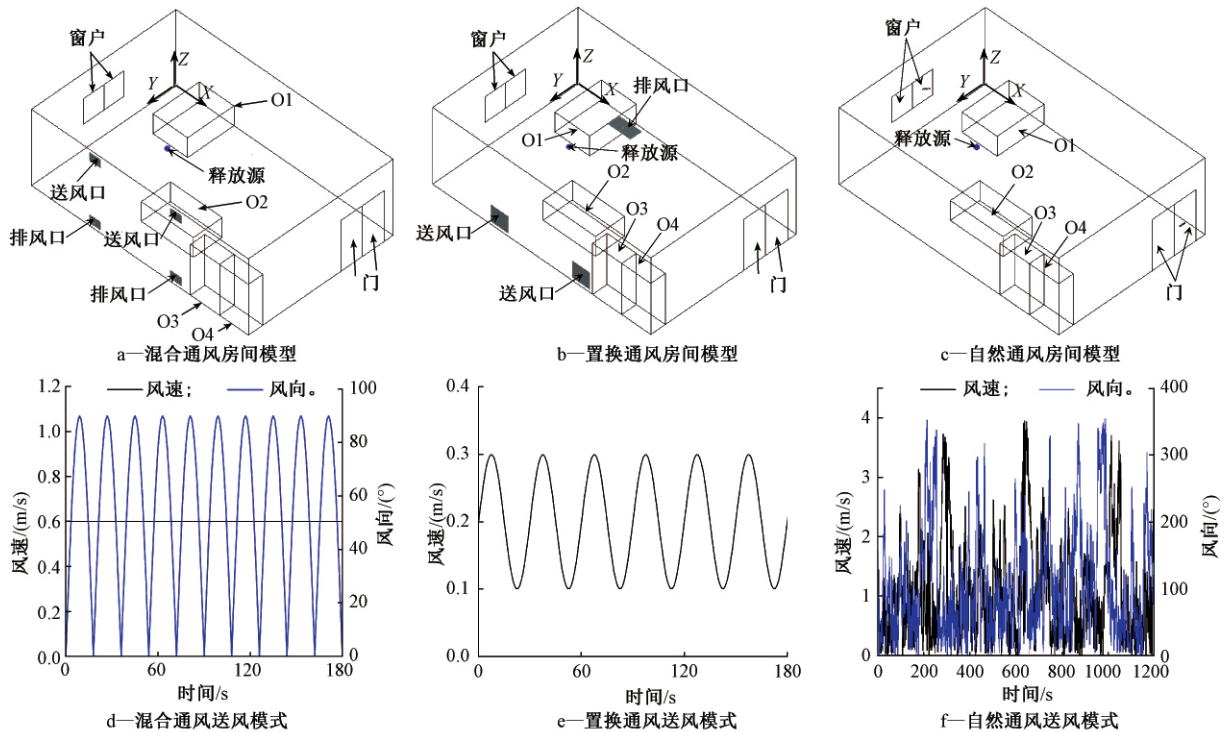 窗户
Z
Y
X
O1
释放源
送风口
O2
排风口
送风口
排风口
门
O3
O4
a—混合通风房间模型
窗户
Z
Y
X
排风口
O1
释放源
O2
O3
O4
送风口
送风口
门
b—置换通风房间模型
窗户
Z
Y
X
释放源
O1
O2
O3
O4
门
c—自然通风房间模型
风速; 风向。
1.2
1.0
0.8
0.6
0.4
0.2
0.0
风速/(m/s)
100
80
60
40
20
0
风向/(°)
0 60 120 180
时间/s
d—混合通风送风模式
0.4
0.3
0.2
0.1
0.0
风速/(m/s)
0 60 120 180
时间/s
e—置换通风送风模式
风速; 风向。
4
3
2
1
0
风速/(m/s)
400
300
200
100
0
风向/(°)
0 200 400 600 800 1000 1200
时间/s
f—自然通风送风模式